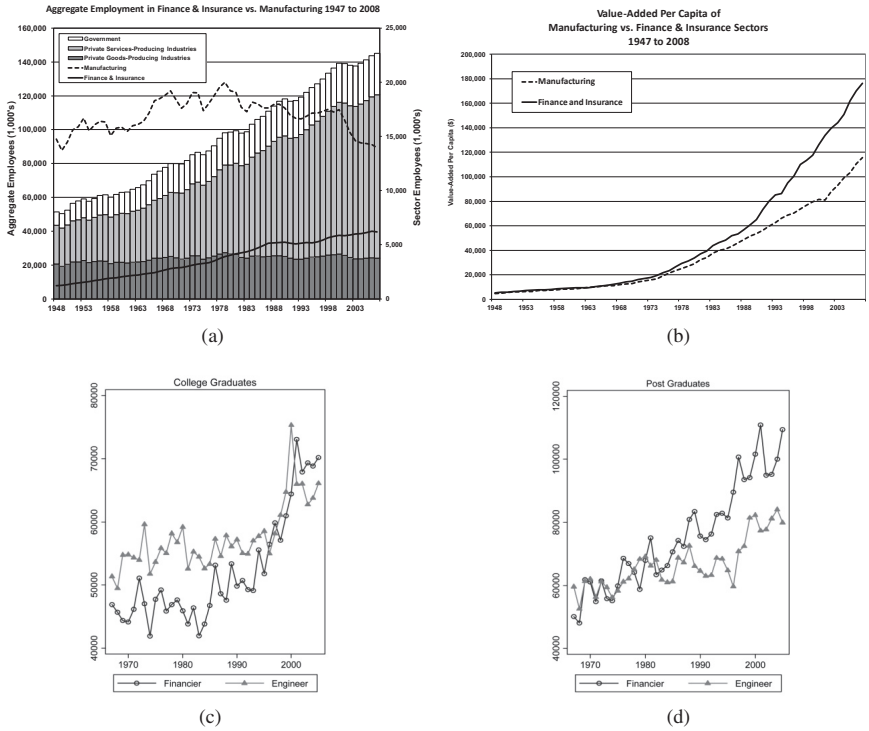 Aggregate Employment in Finance & Insurance vs. Manufacturing 1947 to 2008
160,000
140,000
120,000
100,000
80,000
60,000
40,000
20,000
0
Aggregate Employees (1,000's)
Government
Private Services-Producing Industries
Private Goods-Producing Industries
Manufacturing
Finance & Insurance
25,000
20,000
15,000
10,000
5,000
0
Sector Employees (1,000's)
1948 1953 1958 1963 1968 1973 1978 1983 1988 1993 1998 2003
(a)
Value-Added Per Capita of
Manufacturing vs. Finance & Insurance Sectors
1947 to 2008
200,000
180,000
160,000
140,000
120,000
100,000
80,000
60,000
40,000
20,000
0
Value-Added Per Capita ($)
Manufacturing
Finance and Insurance
1948 1953 1958 1963 1968 1973 1978 1983 1988 1993 1998 2003
(b)
College Graduates
80000
70000
60000
50000
40000
1970 1980 1990 2000
Financier Engineer
(c)
Post Graduates
120000
100000
80000
60000
40000
1970 1980 1990 2000
Financier Engineer
(d)